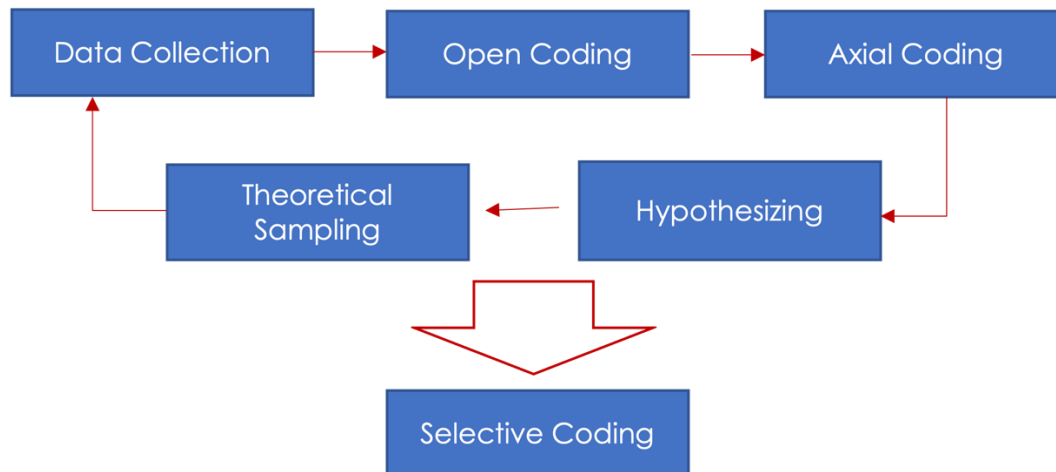 Data Collection
Open Coding
Axial Coding
Theoretical
Sampling
Hypothesizing
Selective Coding